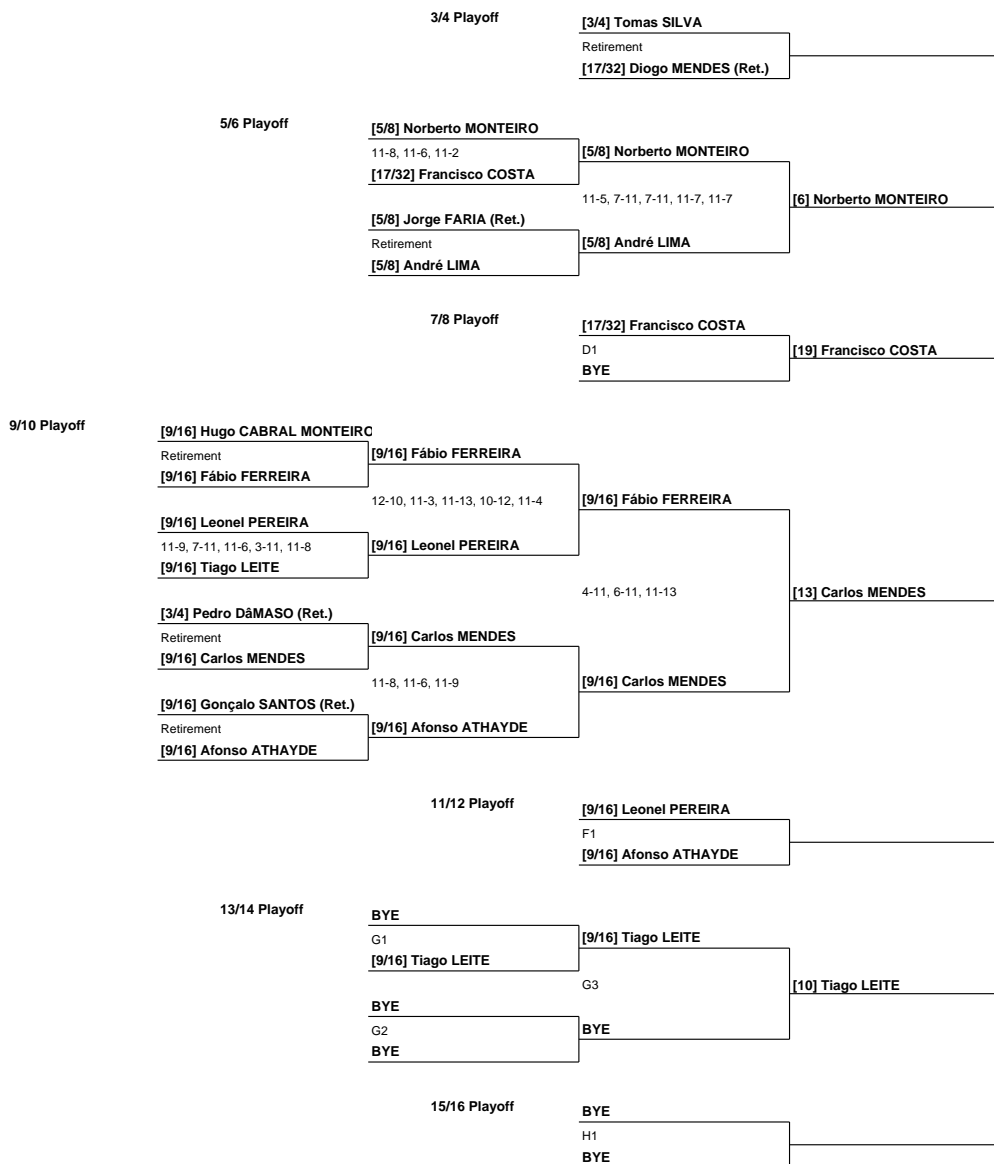 3/4 Playoff
[3/4] Tomas SILVA
Retirement
[17/32] Diogo MENDES (Ret.)
5/6 Playoff
[5/8] Norberto MONTEIRO
11-8, 11-6, 11-2
[5/8] Norberto MONTEIRO
[17/32] Francisco COSTA
11-5, 7-11, 7-11, 11-7, 11-7
[6] Norberto MONTEIRO
[5/8] Jorge FARIA (Ret.)
Retirement
[5/8] André LIMA
[5/8] André LIMA
7/8 Playoff
[17/32] Francisco COSTA
D1
[19] Francisco COSTA
BYE
9/10 Playoff
[9/16] Hugo CABRAL MONTEIRO
Retirement
[9/16] Fábio FERREIRA
[9/16] Fábio FERREIRA
12-10, 11-3, 11-13, 10-12, 11-4
[9/16] Fábio FERREIRA
[9/16] Leonel PEREIRA
11-9, 7-11, 11-6, 3-11, 11-8
[9/16] Leonel PEREIRA
[9/16] Tiago LEITE
4-11, 6-11, 11-13
[13] Carlos MENDES
[3/4] Pedro DâMASO (Ret.)
Retirement
[9/16] Carlos MENDES
[9/16] Carlos MENDES
11-8, 11-6, 11-9
[9/16] Carlos MENDES
[9/16] Gonçalo SANTOS (Ret.)
Retirement
[9/16] Afonso ATHAYDE
[9/16] Afonso ATHAYDE
11/12 Playoff
[9/16] Leonel PEREIRA
F1
[9/16] Afonso ATHAYDE
13/14 Playoff
BYE
G1
[9/16] Tiago LEITE
[9/16] Tiago LEITE
G3
[10] Tiago LEITE
BYE
G2
BYE
BYE
15/16 Playoff
BYE
H1
BYE